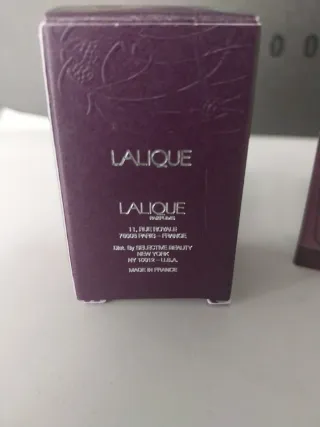 LALIQUE
LALIQUE
PARFUMS
11, RUE ROYALE
75008 PARIS - FRANCE
Dist. By SELECTIVE BEAUTY
NEW YORK
NY 10019 - U.S.A.
MADE IN FRANCE